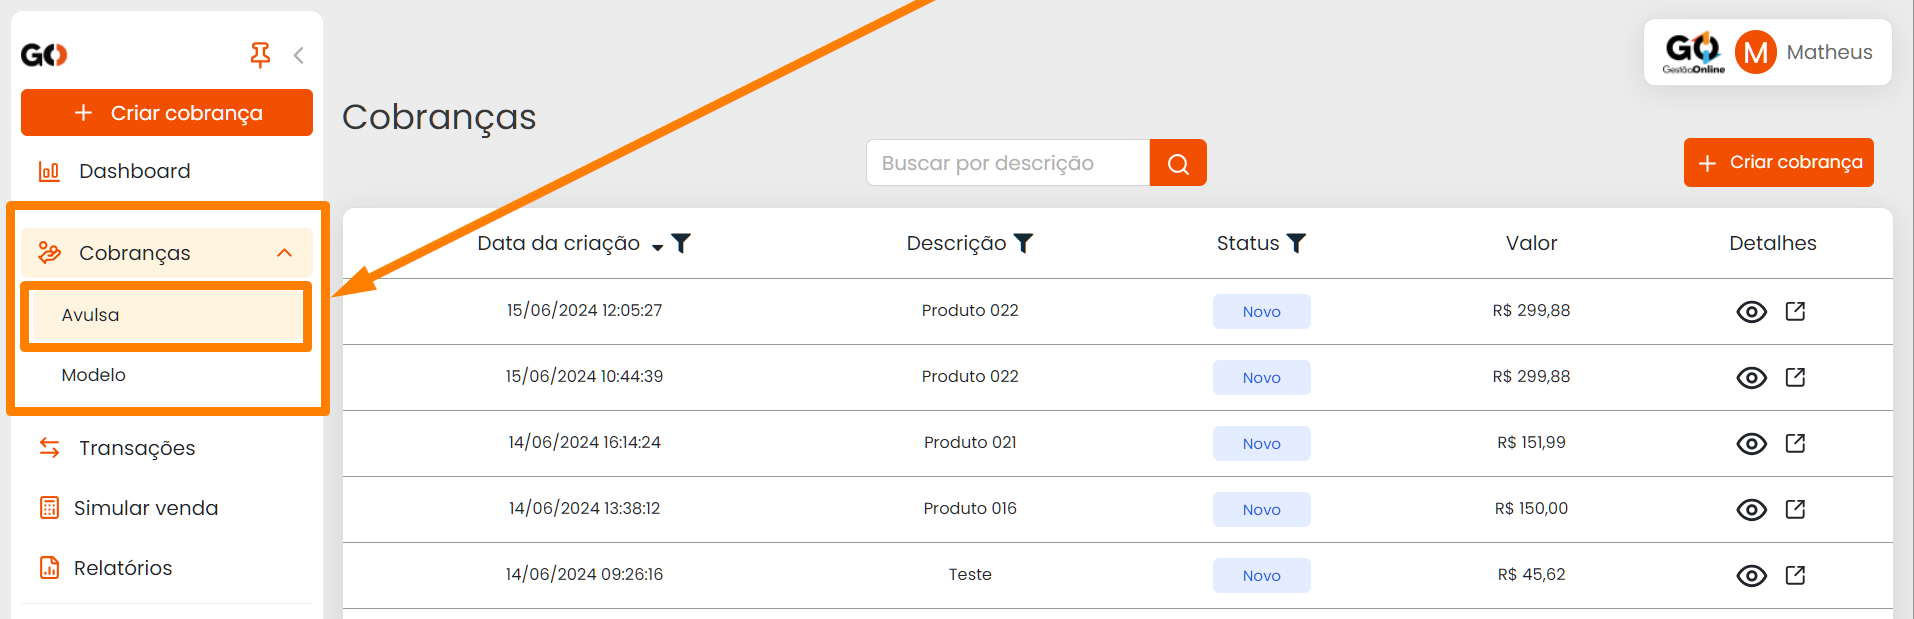 GO
+ Criar cobrança
Dashboard
Cobranças
Avulsa
Modelo
Transações
Simular venda
Relatórios
GO
GestãoOnline
M
Matheus
Cobranças
Buscar por descrição
+ Criar cobrança
Data da criação Descrição Status Valor Detalhes
15/06/2024 12:05:27 Produto 022 Novo R$ 299,88
15/06/2024 10:44:39 Produto 022 Novo R$ 299,88
14/06/2024 16:14:24 Produto 021 Novo R$ 151,99
14/06/2024 13:38:12 Produto 016 Novo R$ 150,00
14/06/2024 09:26:16 Teste Novo R$ 45,62